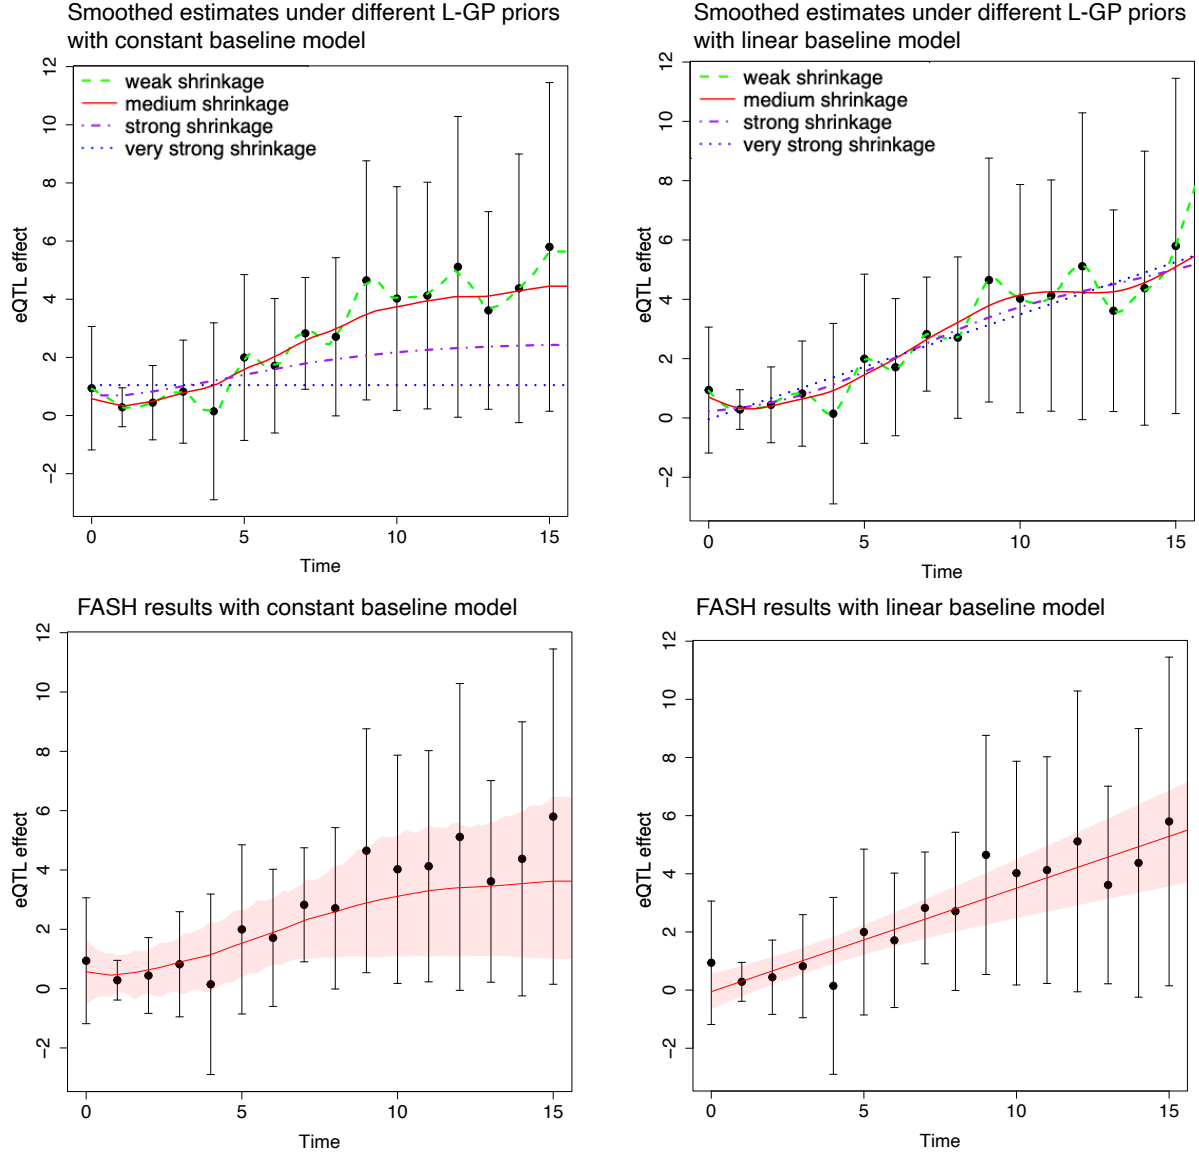 Smoothed estimates under different L-GP priors
with constant baseline model
12
10
8
6
4
2
0
−2
eQTL effect
weak shrinkage
medium shrinkage
strong shrinkage
very strong shrinkage
0 5 10 15
Time
Smoothed estimates under different L-GP priors
with linear baseline model
12
10
8
6
4
2
0
−2
eQTL effect
weak shrinkage
medium shrinkage
strong shrinkage
very strong shrinkage
0 5 10 15
Time
FASH results with constant baseline model
12
10
8
6
4
2
0
−2
eQTL effect
0 5 10 15
Time
FASH results with linear baseline model
12
10
8
6
4
2
0
−2
eQTL effect
0 5 10 15
Time